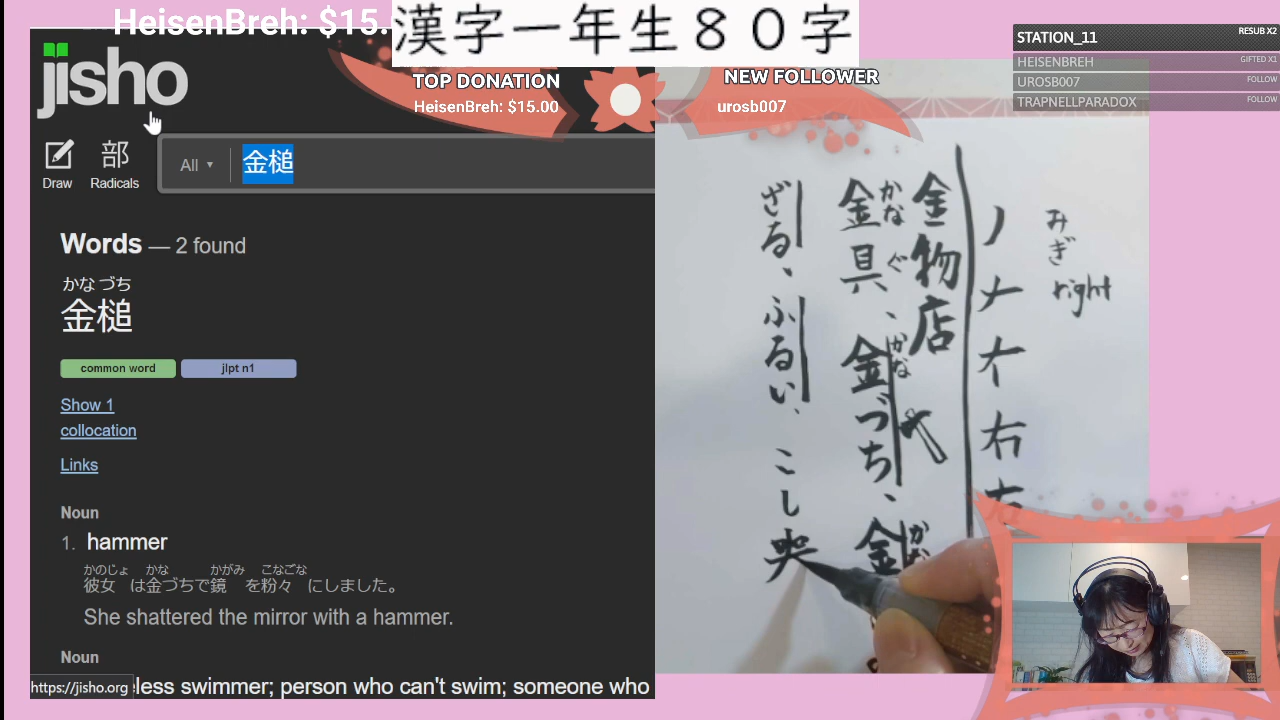 HeisenBreh: $15.
漢字一年生８０字
TOP DONATION
HeisenBreh: $15.00
NEW FOLLOWER
urosb007
STATION_11
RESUB X2
HEISENBREH
GIFTED X1
UROSB007
FOLLOW
TRAPNELLPARADOX
FOLLOW
jisho
Draw
部
Radicals
All
金槌
Words — 2 found
かなづち
金槌
common word
jlpt n1
Show 1
collocation
Links
Noun
1. hammer
かのじょ かな かがみ こなごな
彼女 は金づちで鏡 を粉々 にしました。
She shattered the mirror with a hammer.
Noun
https://jisho.org
less swimmer; person who can't swim; someone who
みぎ
right
ノ ナ 右 右
金物店
かな ぐ
金具、
かな
金づち、
かな
金
ざる、ふるい、こし